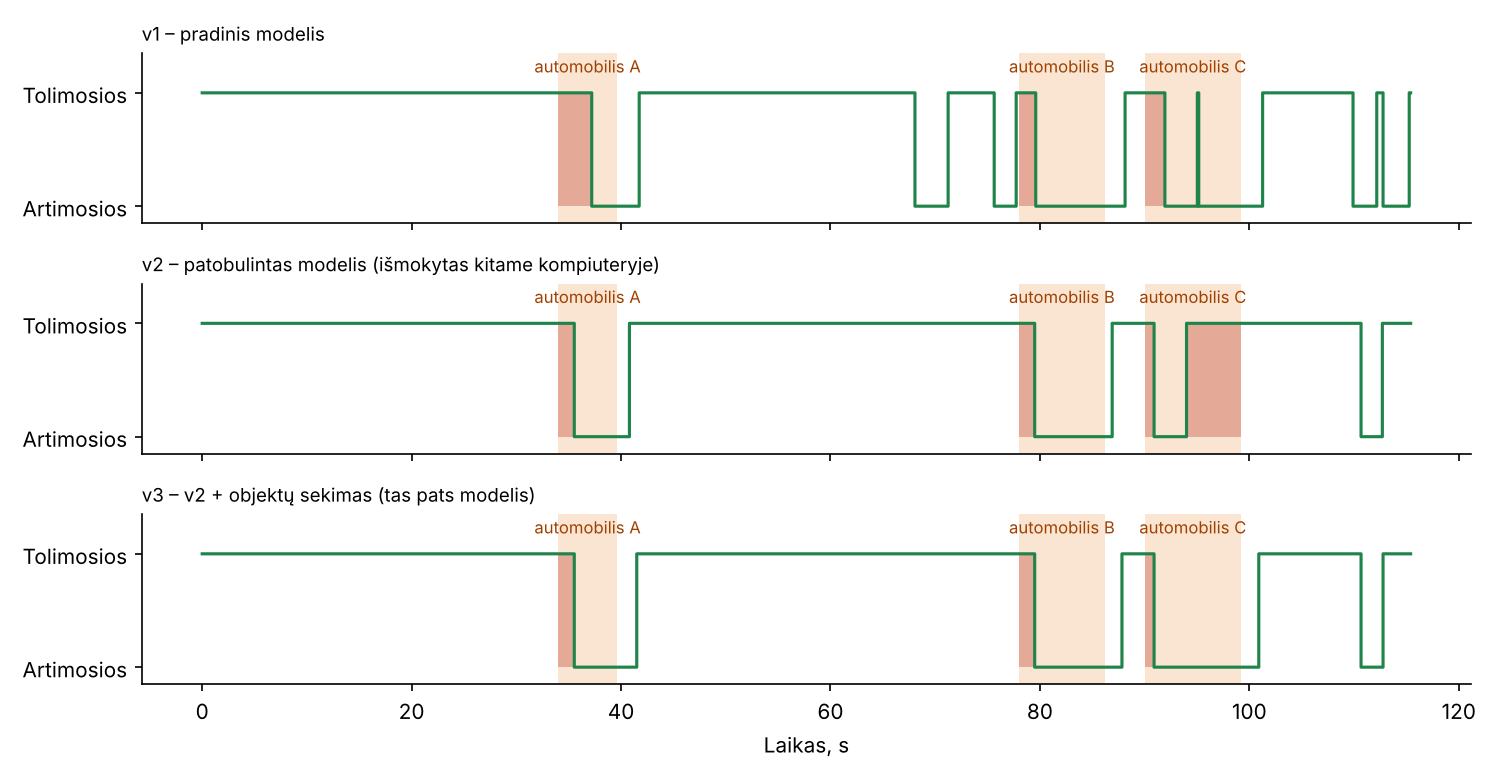 v1 – pradinis modelis
automobilis A automobilis B automobilis C
Tolimosios
Artimosios
v2 – patobulintas modelis (išmokytas kitame kompiuteryje)
automobilis A automobilis B automobilis C
Tolimosios
Artimosios
v3 – v2 + objektų sekimas (tas pats modelis)
automobilis A automobilis B automobilis C
Tolimosios
Artimosios
0 20 40 60 80 100 120
Laikas, s